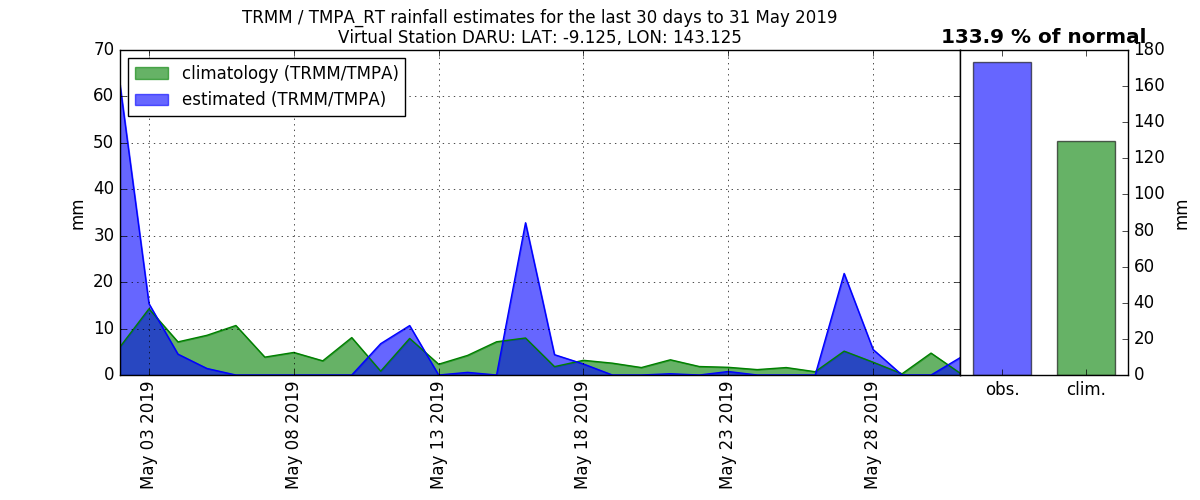 TRMM / TMPA_RT rainfall estimates for the last 30 days to 31 May 2019
Virtual Station DARU: LAT: -9.125, LON: 143.125
133.9 % of normal
climatology (TRMM/TMPA)
estimated (TRMM/TMPA)
mm
70
60
50
40
30
20
10
0
May 03 2019
May 08 2019
May 13 2019
May 18 2019
May 23 2019
May 28 2019
obs.
clim.
180
160
140
120
100
80
60
40
20
0
mm